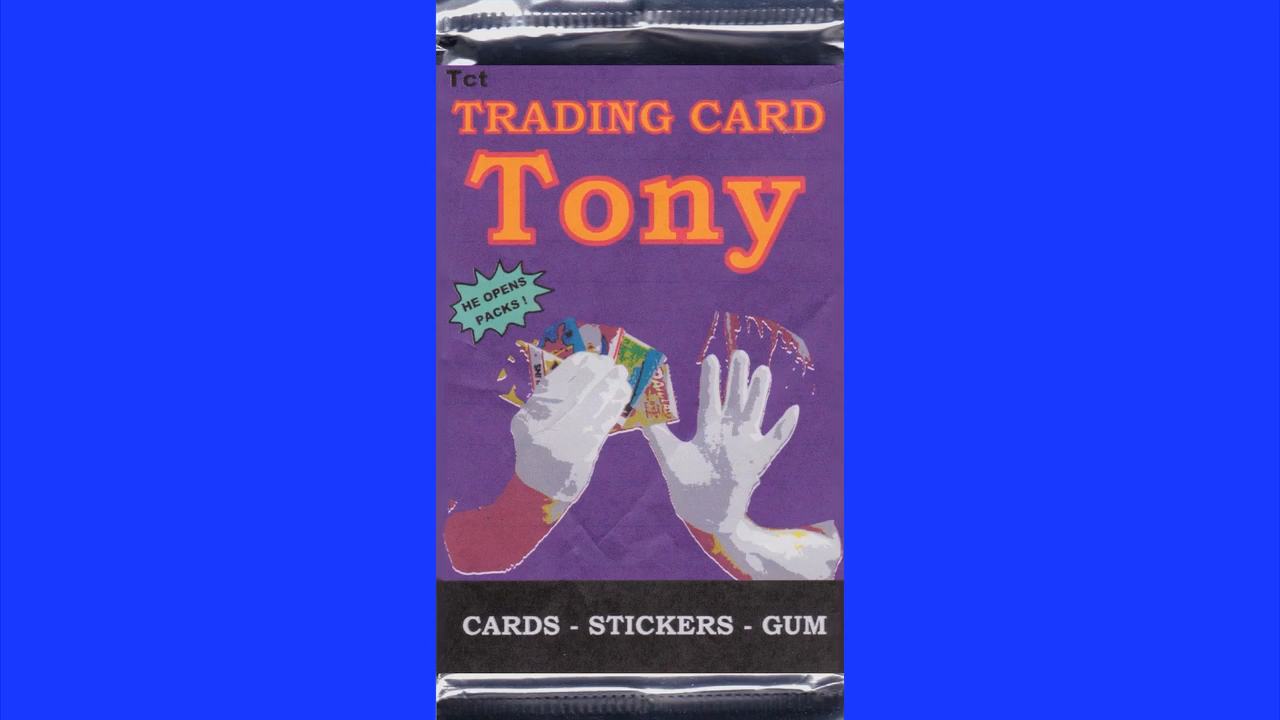 Tct
TRADING CARD
Tony
HE OPENS
PACKS!
CARDS - STICKERS - GUM